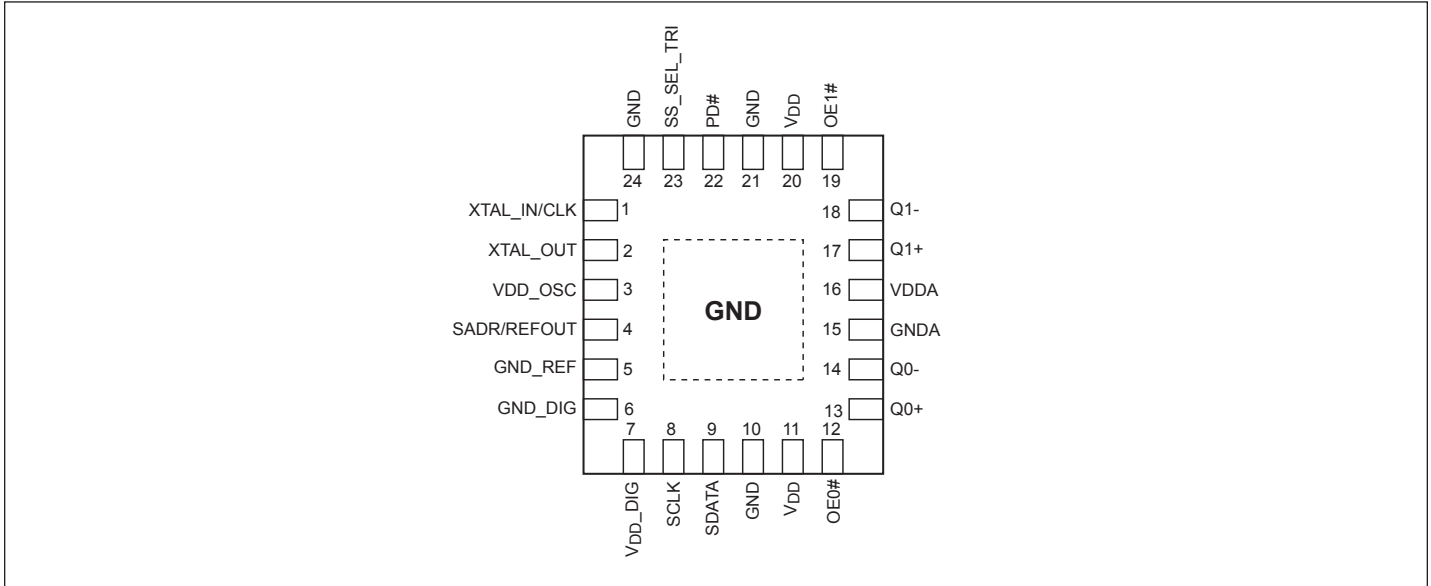 GND
SS_SEL_TRI
PD#
GND
VDD
OE1#
24 23 22 21 20 19
XTAL_IN/CLK 1 18 Q1-
XTAL_OUT 2 17 Q1+
VDD_OSC 3 16 VDDA
GND
SADR/REFOUT 4 15 GNDA
GND_REF 5 14 Q0-
GND_DIG 6 13 Q0+
7 8 9 10 11 12
VDD_DIG
SCLK
SDATA
GND
VDD
OE0#